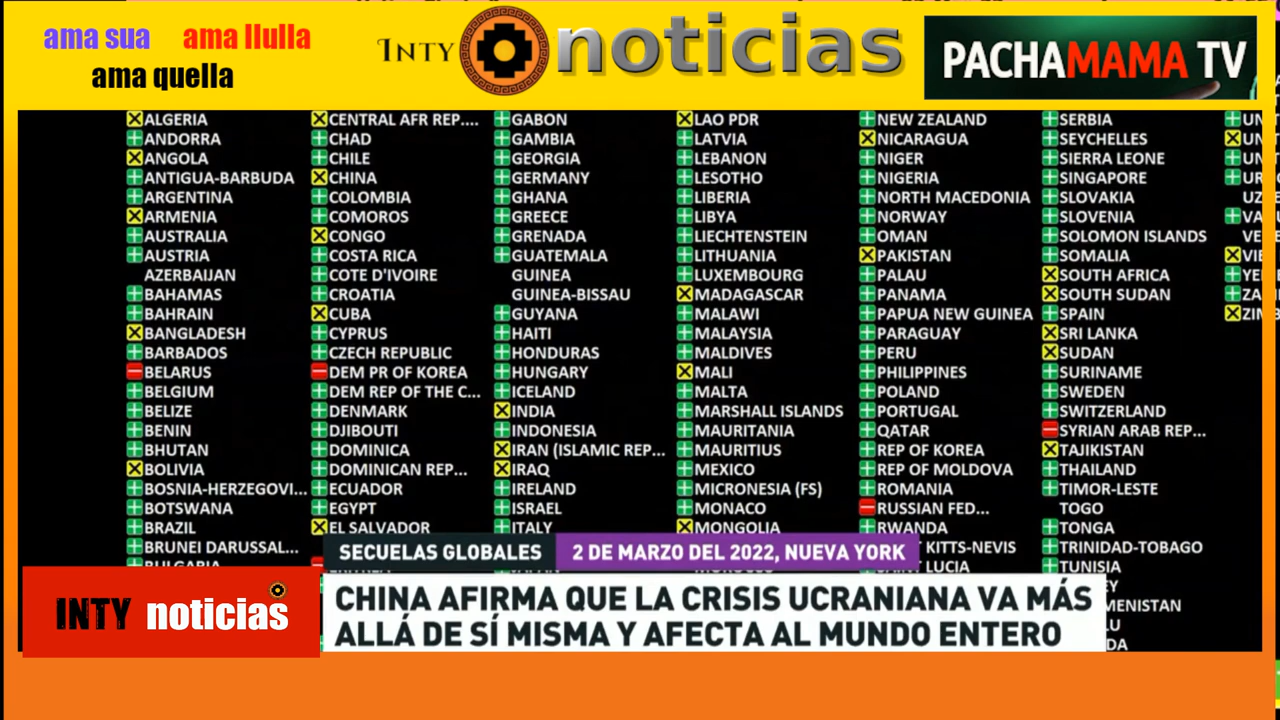 ama sua ama llulla
ama quella
INTY noticias
PACHAMAMA TV
ALGERIA
ANDORRA
ANGOLA
ANTIGUA-BARBUDA
ARGENTINA
ARMENIA
AUSTRALIA
AUSTRIA
AZERBAIJAN
BAHAMAS
BAHRAIN
BANGLADESH
BARBADOS
BELARUS
BELGIUM
BELIZE
BENIN
BHUTAN
BOLIVIA
BOSNIA-HERZEGOVI...
BOTSWANA
BRAZIL
BRUNEI DARUSSAL...
BULGARIA
CENTRAL AFR REP....
CHAD
CHILE
CHINA
COLOMBIA
COMOROS
CONGO
COSTA RICA
COTE D'IVOIRE
CROATIA
CUBA
CYPRUS
CZECH REPUBLIC
DEM PR OF KOREA
DEM REP OF THE C...
DENMARK
DJIBOUTI
DOMINICA
DOMINICAN REP...
ECUADOR
EGYPT
EL SALVADOR
GABON
GAMBIA
GEORGIA
GERMANY
GHANA
GREECE
GRENADA
GUATEMALA
GUINEA
GUINEA-BISSAU
GUYANA
HAITI
HONDURAS
HUNGARY
ICELAND
INDIA
INDONESIA
IRAN (ISLAMIC REP...
IRAQ
IRELAND
ISRAEL
ITALY
LAO PDR
LATVIA
LEBANON
LESOTHO
LIBERIA
LIBYA
LIECHTENSTEIN
LITHUANIA
LUXEMBOURG
MADAGASCAR
MALAWI
MALAYSIA
MALDIVES
MALI
MALTA
MARSHALL ISLANDS
MAURITANIA
MAURITIUS
MEXICO
MICRONESIA (FS)
MONACO
MONGOLIA
NEW ZEALAND
NICARAGUA
NIGER
NIGERIA
NORTH MACEDONIA
NORWAY
OMAN
PAKISTAN
PALAU
PANAMA
PAPUA NEW GUINEA
PARAGUAY
PERU
PHILIPPINES
POLAND
PORTUGAL
QATAR
REP OF KOREA
REP OF MOLDOVA
ROMANIA
RUSSIAN FED...
RWANDA
KITTS-NEVIS
LUCIA
SERBIA
SEYCHELLES
SIERRA LEONE
SINGAPORE
SLOVAKIA
SLOVENIA
SOLOMON ISLANDS
SOMALIA
SOUTH AFRICA
SOUTH SUDAN
SPAIN
SRI LANKA
SUDAN
SURINAME
SWEDEN
SWITZERLAND
SYRIAN ARAB REP...
TAJIKISTAN
THAILAND
TIMOR-LESTE
TOGO
TONGA
TRINIDAD-TOBAGO
TUNISIA
SECUELAS GLOBALES 2 DE MARZO DEL 2022, NUEVA YORK
CHINA AFIRMA QUE LA CRISIS UCRANIANA VA MÁS
ALLÁ DE SÍ MISMA Y AFECTA AL MUNDO ENTERO
INTY noticias